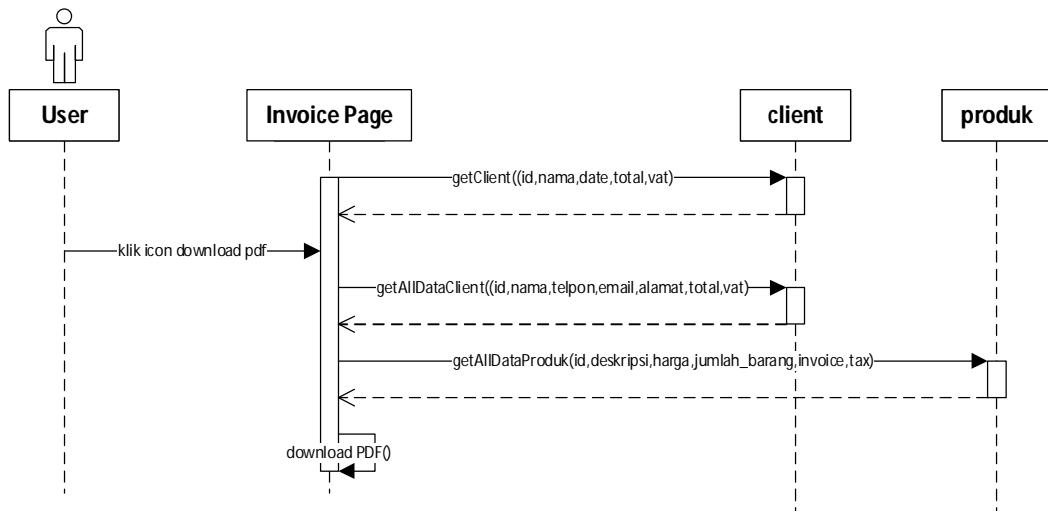 User
Invoice Page
client
produk
getClient((id,nama,date,total,vat)
klik icon download pdf
getAllDataClient((id,nama,telpon,email,alamat,total,vat)
getAllDataProduk(id,deskripsi,harga,jumlah_barang,invoice,tax)
download PDF()